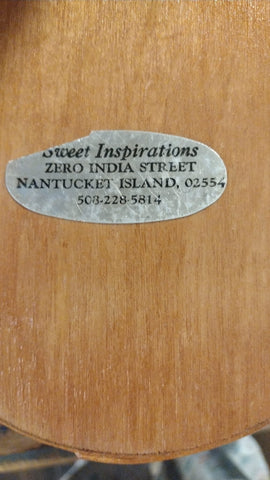 Sweet Inspirations
ZERO INDIA STREET
NANTUCKET ISLAND, 02554
508-228-5814